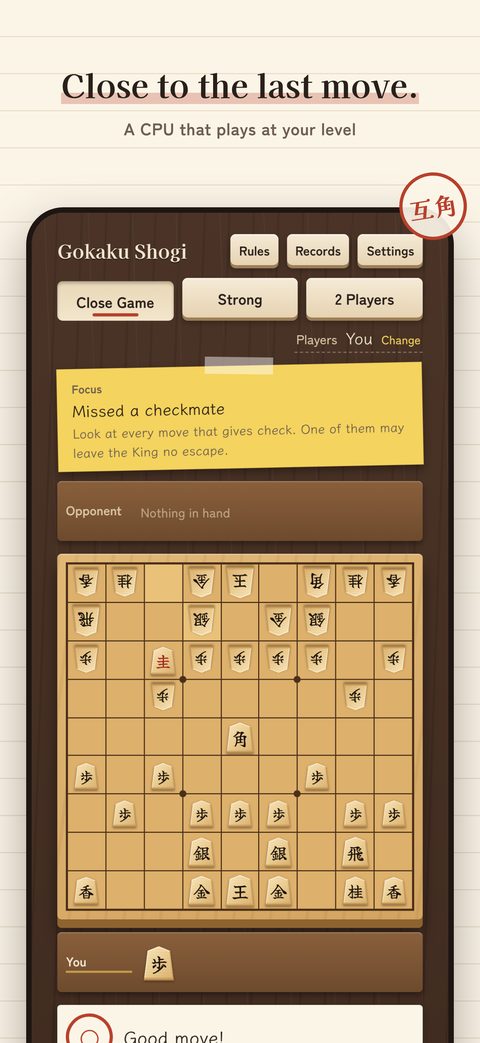 Close to the last move.
A CPU that plays at your level
互角
Gokaku Shogi Rules Records Settings
Close Game Strong 2 Players
Players You Change
Focus
Missed a checkmate
Look at every move that gives check. One of them may
leave the King no escape.
Opponent Nothing in hand
香 桂 金 王 角 桂 香
飛 銀 金 銀
歩 圭 歩 歩 歩 歩 歩
歩 歩
角
歩 歩 歩
歩 歩 歩 歩 歩 歩
銀 銀 飛
香 金 王 金 桂 香
You 歩
Good move!